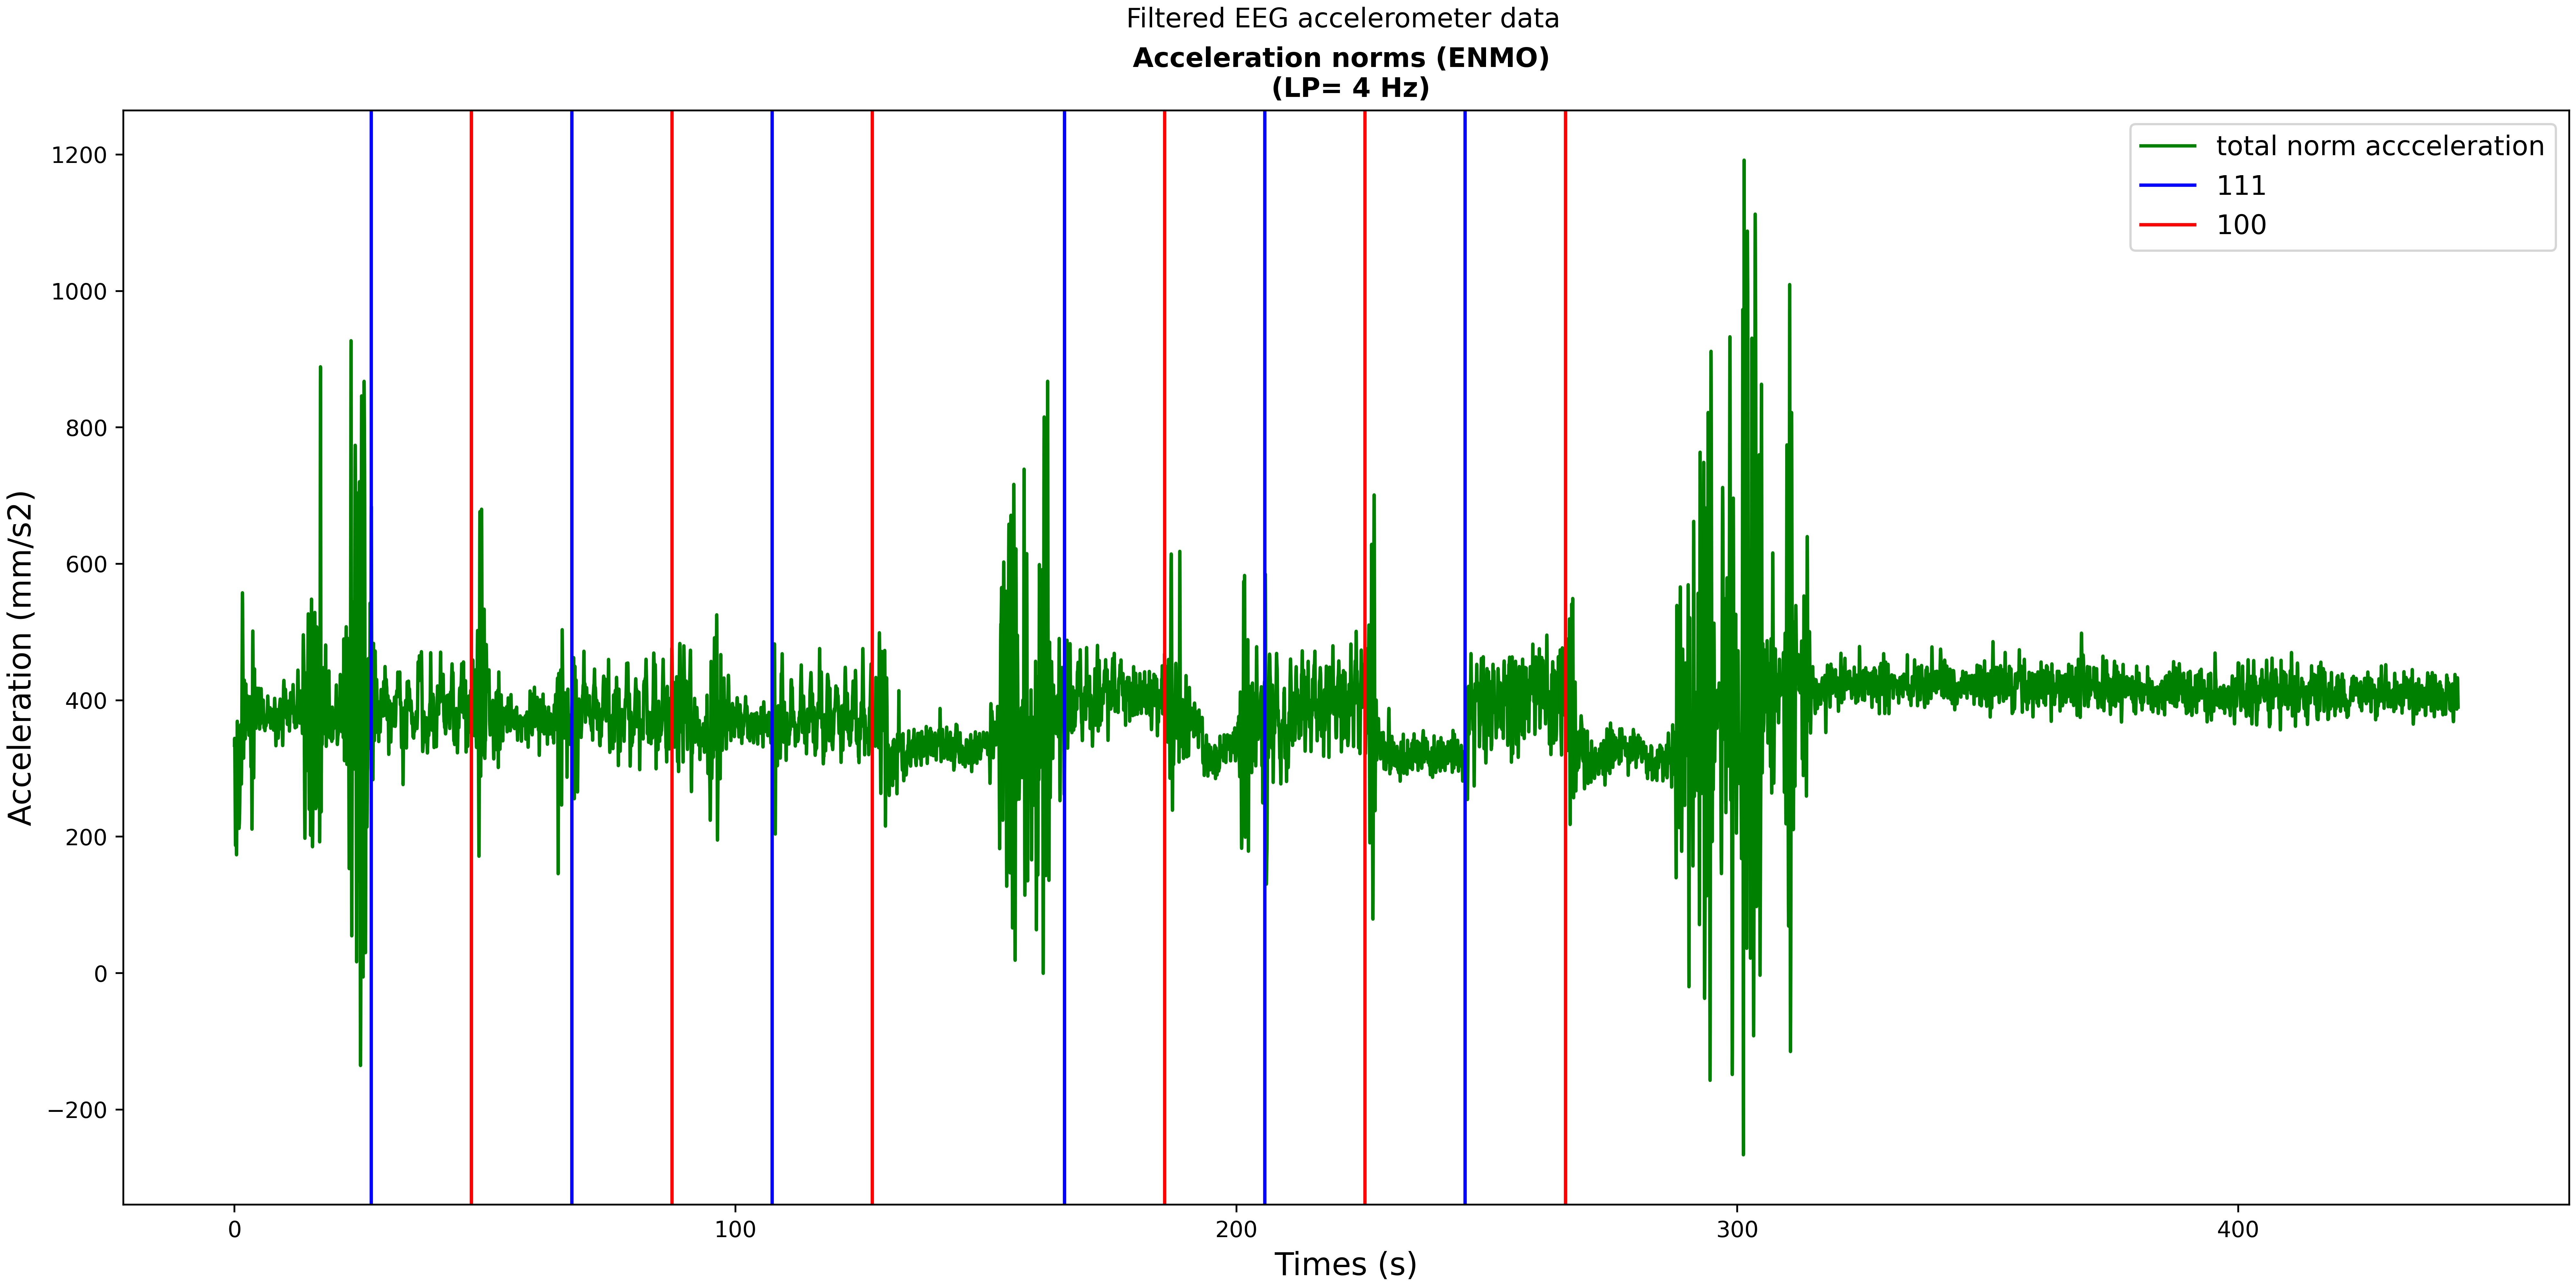 Filtered EEG accelerometer data
Acceleration norms (ENMO)
(LP= 4 Hz)
total norm accceleration
111
100
Acceleration (mm/s2)
1200
1000
800
600
400
200
0
−200
0 100 200 300 400
Times (s)